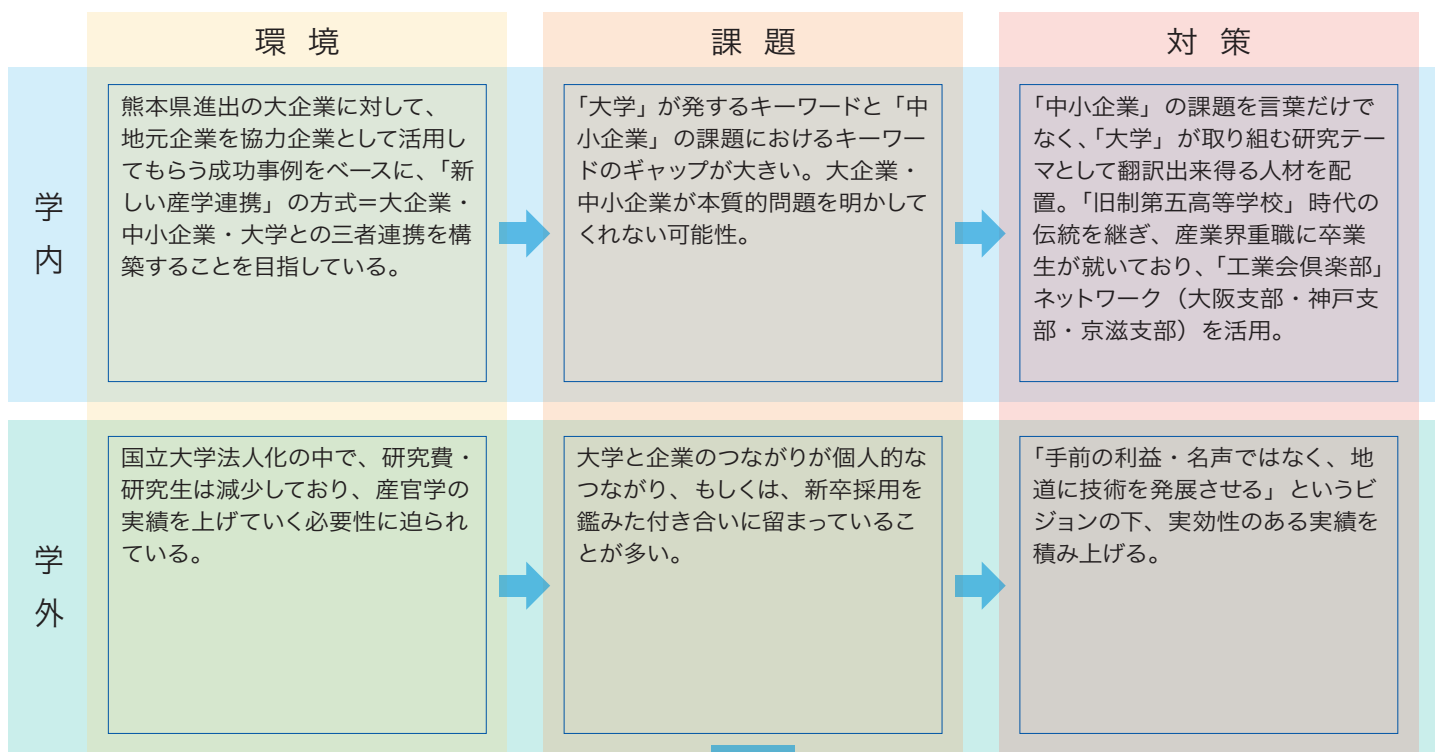 環境
課題
対策
学内
熊本県進出の大企業に対して、
地元企業を協力企業として活用し
てもらう成功事例をベースに、「新
しい産学連携」の方式＝大企業・
中小企業・大学との三者連携を構
築することを目指している。
「大学」が発するキーワードと「中
小企業」の課題におけるキーワー
ドのギャップが大きい。大企業・
中小企業が本質的問題を明かして
くれない可能性。
「中小企業」の課題を言葉だけで
なく、「大学」が取り組む研究テー
マとして翻訳出来得る人材を配
置。「旧制第五高等学校」時代の
伝統を継ぎ、産業界重職に卒業
生が就いており、「工業会倶楽部」
ネットワーク（大阪支部・神戸支
部・京滋支部）を活用。
学外
国立大学法人化の中で、研究費・
研究生は減少しており、産官学の
実績を上げていく必要性に迫られ
ている。
大学と企業のつながりが個人的な
つながり、もしくは、新卒採用を
鑑みた付き合いに留まっているこ
とが多い。
「手前の利益・名声ではなく、地
道に技術を発展させる」というビ
ジョンの下、実効性のある実績を
積み上げる。